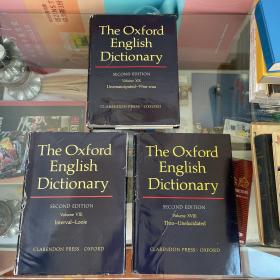 The Oxford
English
Dictionary
SECOND EDITION
Volume XIX
Unemancipated–Wau-wau
CLARENDON PRESS · OXFORD
The Oxford
English
Dictionary
SECOND EDITION
Volume VIII
Interval–Looie
CLARENDON PRESS · OXFORD
The Oxford
English
Dictionary
SECOND EDITION
Volume XVIII
Thro–Unelucidated
CLARENDON PRESS · OXFORD